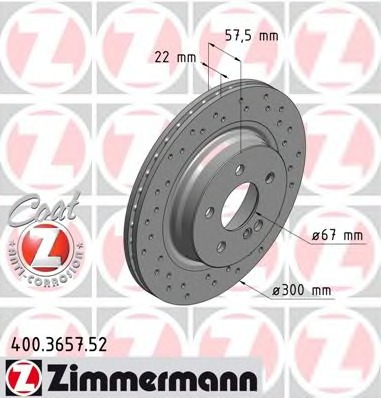 57,5 mm
22 mm
Coat
Z
ANTI-CORROSION
ø67 mm
ø300 mm
400.3657.52
Z Zimmermann